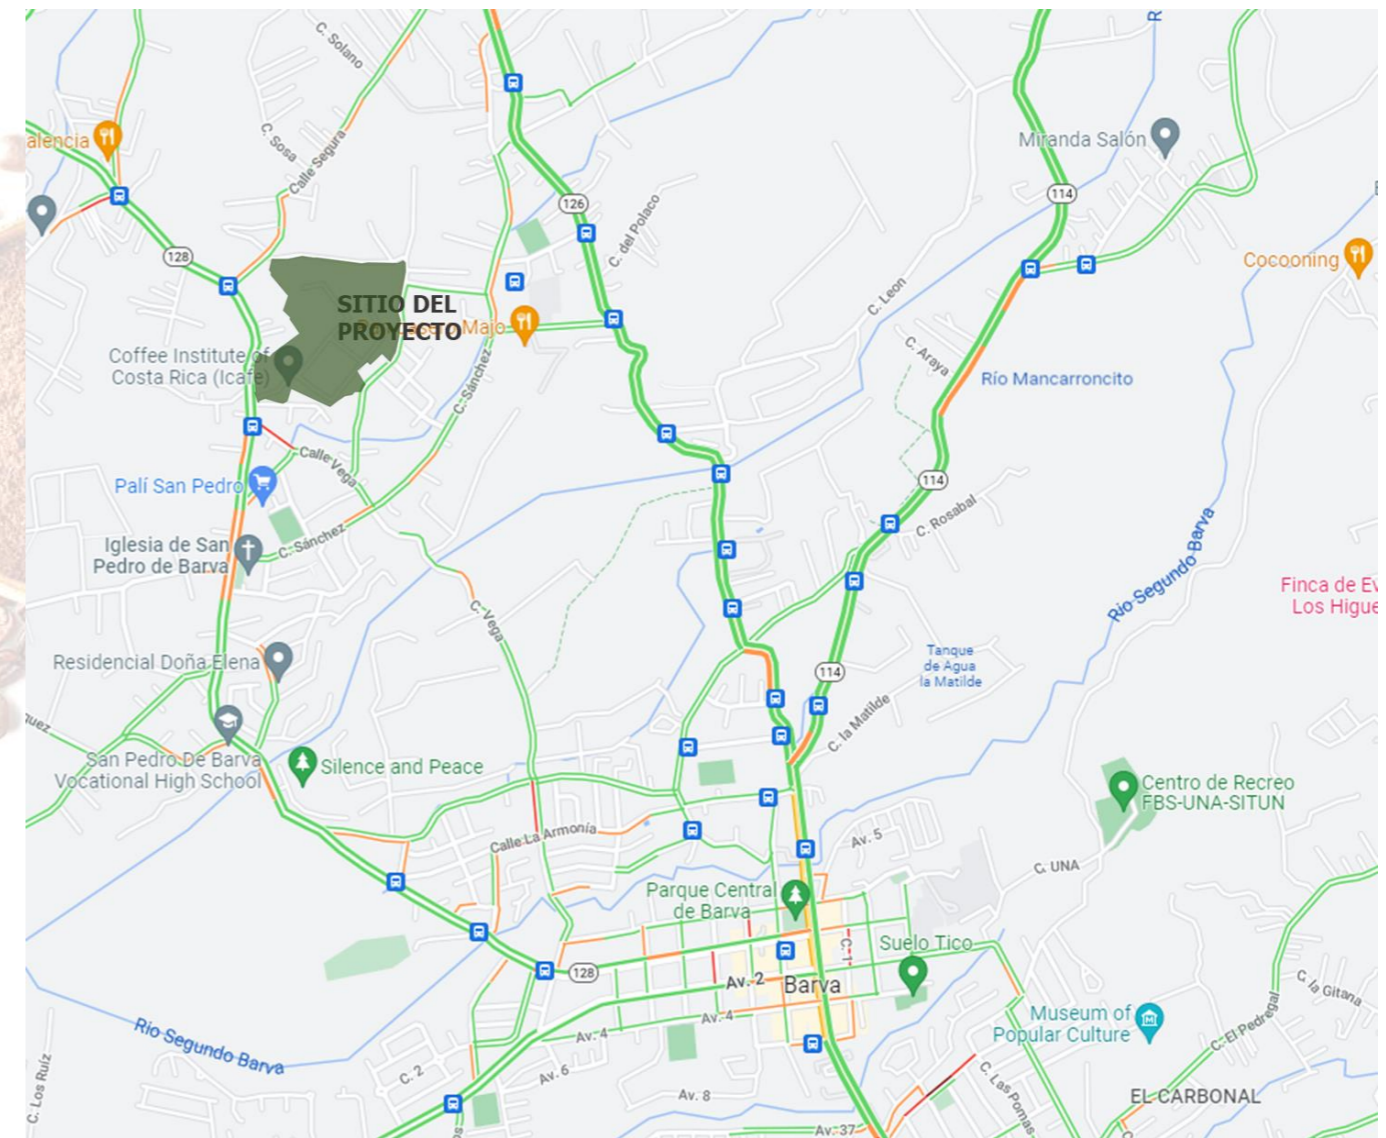 C. Solano
alencia
C. Sosa
Calle Segura
128
126
C. del Polaco
Miranda Salón
114
Cocooning
SITIO DEL
PROYECTO
Majo
C. Leon
C. Araya
Río Mancarroncito
Coffee Institute of
Costa Rica (Icafe)
C. Sánchez
Calle Vega
Palí San Pedro
114
C. Rosabal
Iglesia de San
Pedro de Barva
C. Sánchez
Rio Segundo Barva
Finca de Ev
Los Higue
C. Vega
Residencial Doña Elena
Tanque
de Agua
la Matilde
114
C. la Matilde
quez
San Pedro De Barva
Vocational High School
Silence and Peace
Centro de Recreo
FBS-UNA-SITUN
Calle La Armonía
Av. 5
C. UNA
Parque Central
de Barva
Suelo Tico
C. 1
128
Av. 2
Barva
C. la Gitana
Museum of
Popular Culture
Av. 4
Av. 4
C. El Pedregal
Rio Segundo Barva
C. 2
Av. 6
C. Los Ruíz
Av. 8
C. Las Pomas
EL CARBONAL
Av. 37